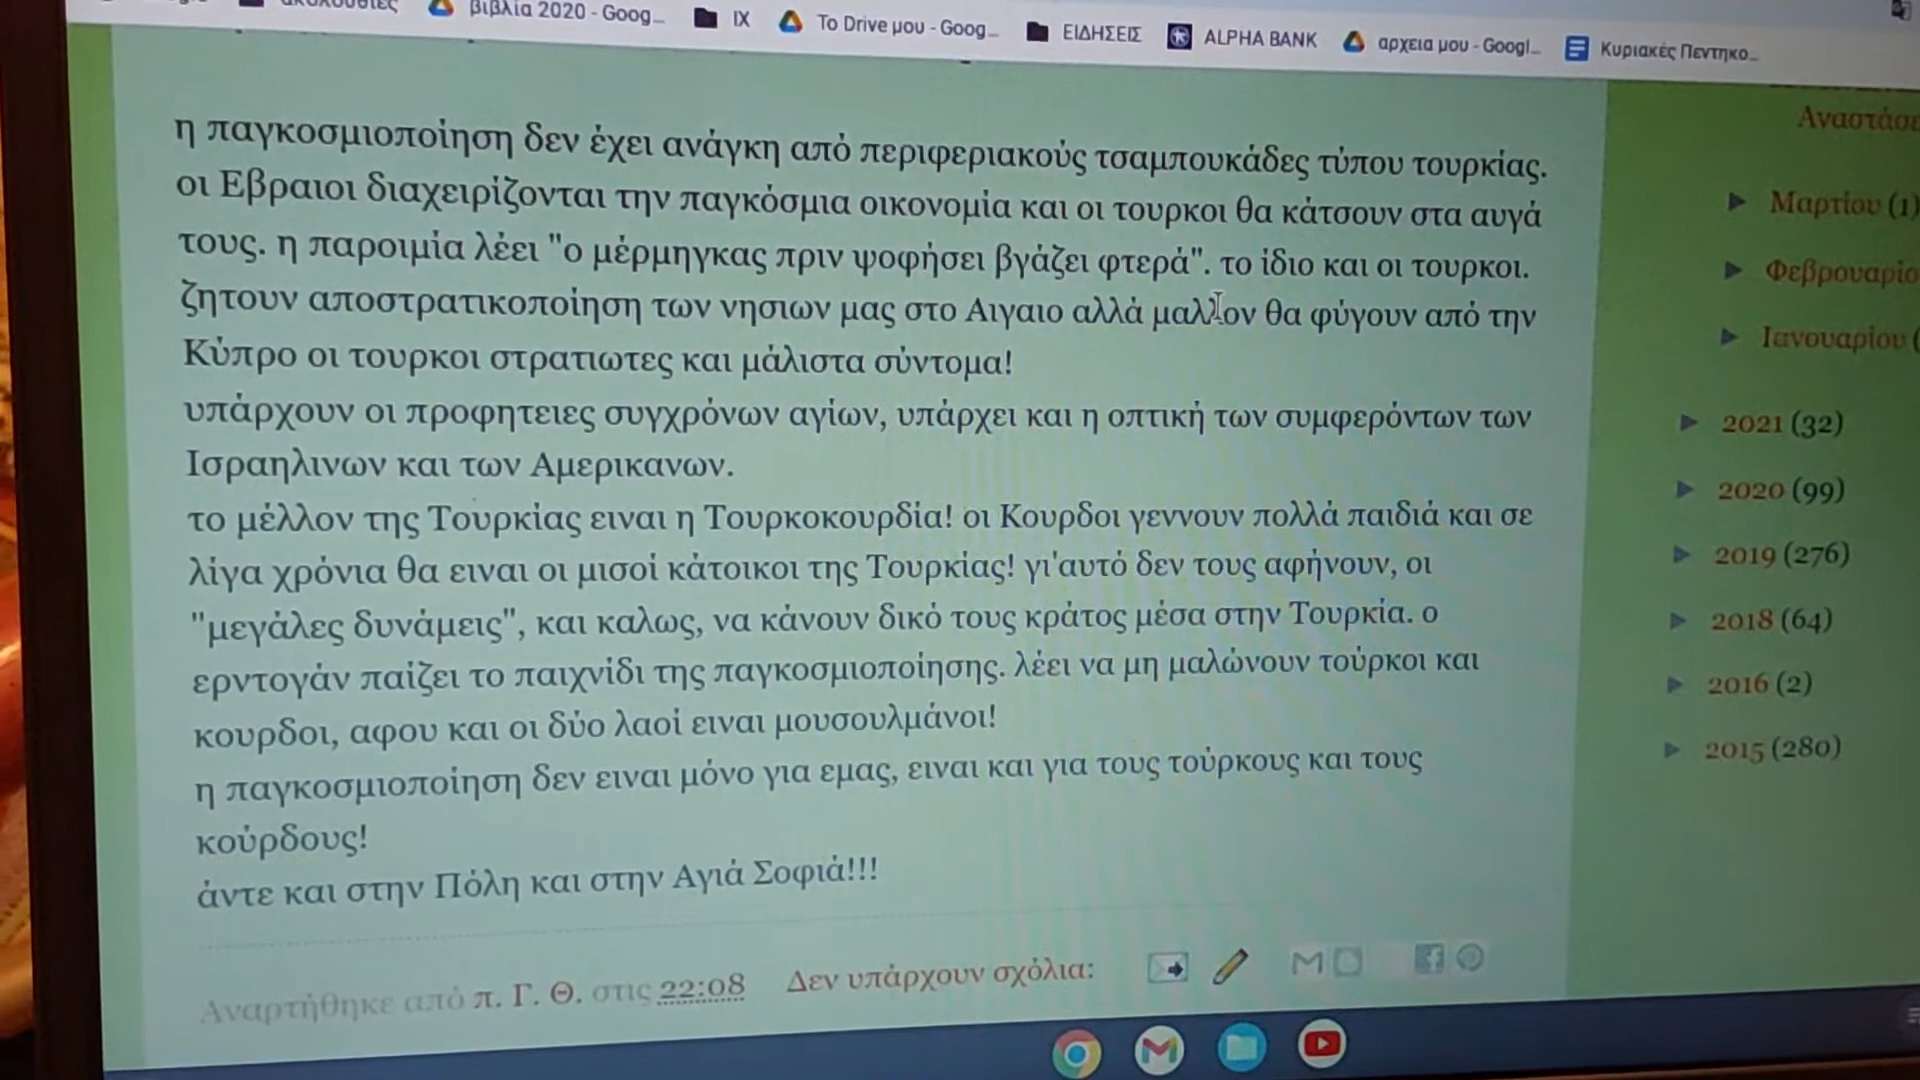 ακολουθίες
βιβλία 2020 - Goog...
ΙΧ
Το Drive μου - Goog...
ΕΙΔΗΣΕΙΣ
ALPHA BANK
αρχεια μου - Googl...
Κυριακές Πεντηκο...
η παγκοσμιοποίηση δεν έχει ανάγκη από περιφεριακούς τσαμπουκάδες τύπου τουρκίας.
οι Εβραιοι διαχειρίζονται την παγκόσμια οικονομία και οι τουρκοι θα κάτσουν στα αυγά
τους. η παροιμία λέει "ο μέρμηγκας πριν ψοφήσει βγάζει φτερά". το ίδιο και οι τουρκοι.
ζητουν αποστρατικοποίηση των νησιων μας στο Αιγαιο αλλά μαλλον θα φύγουν από την
Κύπρο οι τουρκοι στρατιωτες και μάλιστα σύντομα!
υπάρχουν οι προφητειες συγχρόνων αγίων, υπάρχει και η οπτική των συμφερόντων των
Ισραηλινων και των Αμερικανων.
το μέλλον της Τουρκίας ειναι η Τουρκοκουρδία! οι Κουρδοι γεννουν πολλά παιδιά και σε
λίγα χρόνια θα ειναι οι μισοί κάτοικοι της Τουρκίας! γι'αυτό δεν τους αφήνουν, οι
"μεγάλες δυνάμεις", και καλως, να κάνουν δικό τους κράτος μέσα στην Τουρκία. ο
ερντογάν παίζει το παιχνίδι της παγκοσμιοποίησης. λέει να μη μαλώνουν τούρκοι και
κουρδοι, αφου και οι δύο λαοί ειναι μουσουλμάνοι!
η παγκοσμιοποίηση δεν ειναι μόνο για εμας, ειναι και για τους τούρκους και τους
κούρδους!
άντε και στην Πόλη και στην Αγιά Σοφιά!!!
Αναρτήθηκε από π. Γ. Θ. στις 22:08 Δεν υπάρχουν σχόλια:
Μαρτίου (1)
Φεβρουαρίο
Ιανουαρίου (
2021 (32)
2020 (99)
2019 (276)
2018 (64)
2016 (2)
2015 (280)